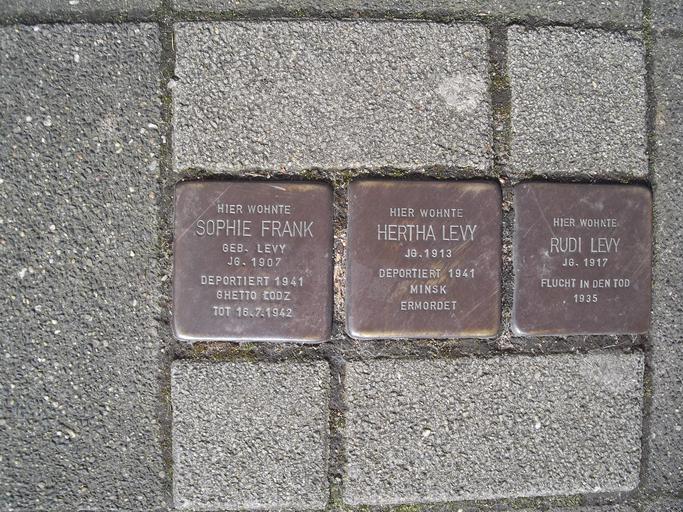 HIER WOHNTE
SOPHIE FRANK
GEB. LEVY
JG. 1907
DEPORTIERT 1941
GHETTO ŁODZ
TOT 16.7.1942
HIER WOHNTE
HERTHA LEVY
JG. 1913
DEPORTIERT 1941
MINSK
ERMORDET
HIER WOHNTE
RUDI LEVY
JG. 1917
FLUCHT IN DEN TOD
1935